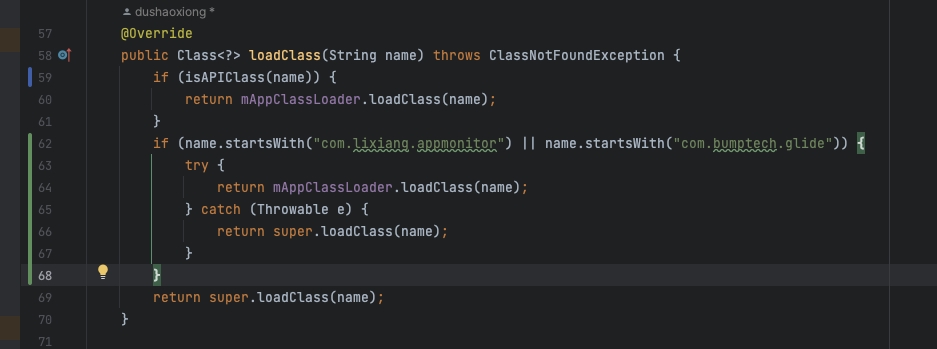 dushaoxiong *
57 @Override
58 public Class<?> loadClass(String name) throws ClassNotFoundException {
59 if (isAPIClass(name)) {
60 return mAppClassLoader.loadClass(name);
61 }
62 if (name.startsWith("com.lixiang.appmonitor") || name.startsWith("com.bumptech.glide")) {
63 try {
64 return mAppClassLoader.loadClass(name);
65 } catch (Throwable e) {
66 return super.loadClass(name);
67 }
68 }
69 return super.loadClass(name);
70 }
71